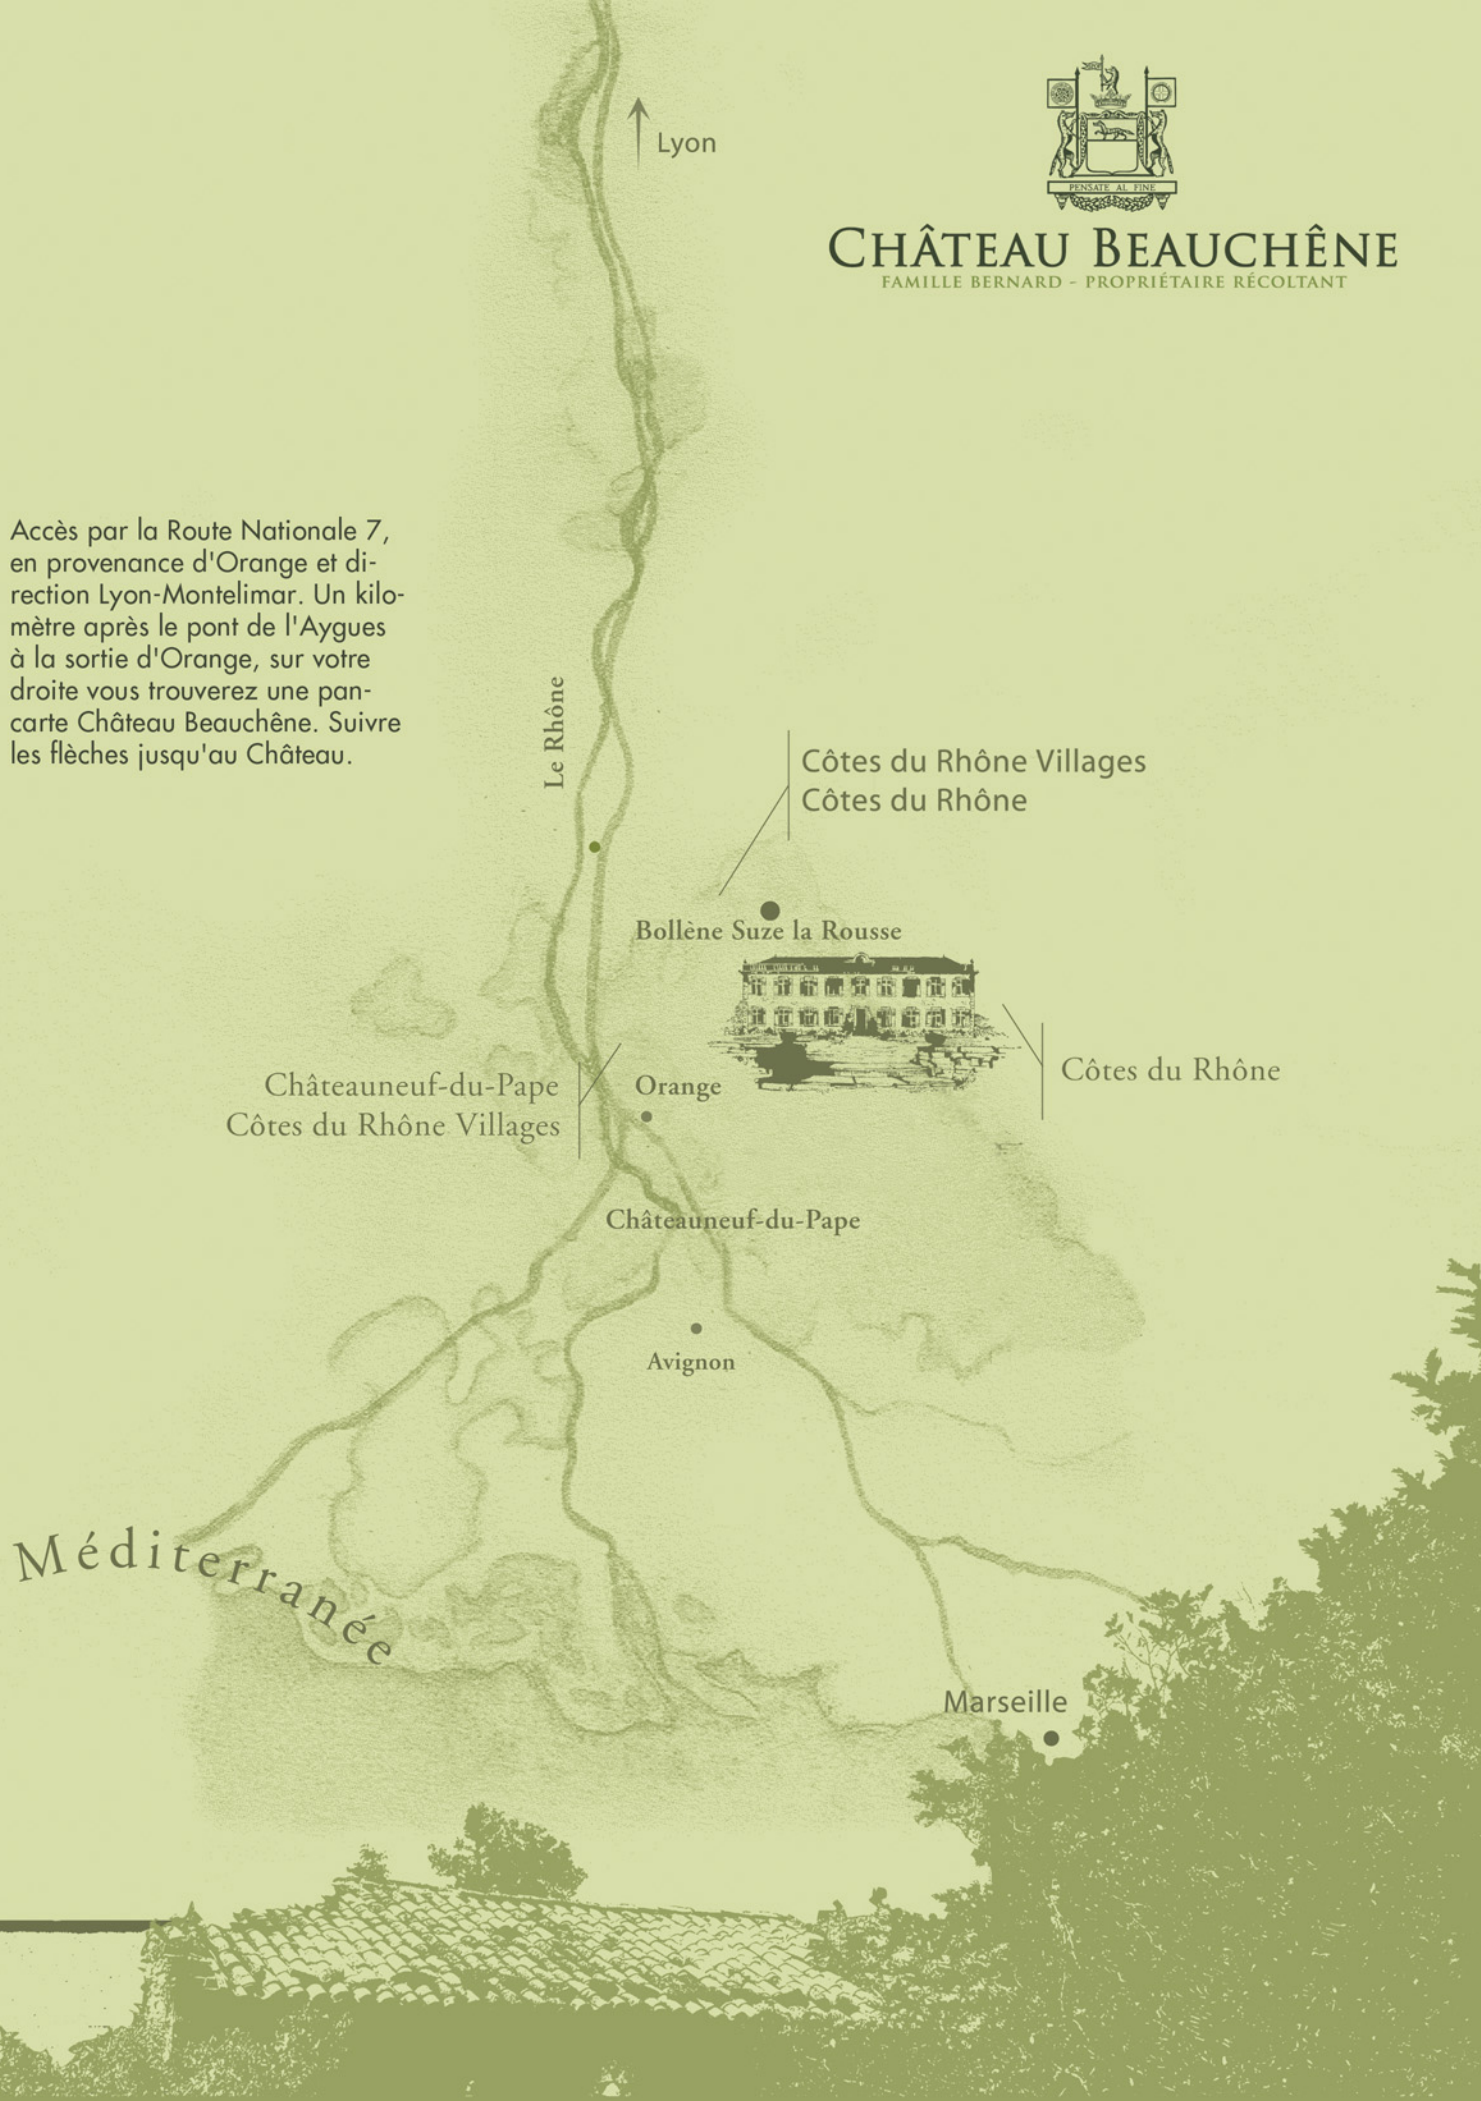 Lyon
PENSATE AL FINE
CHÂTEAU BEAUCHÊNE
FAMILLE BERNARD - PROPRIÉTAIRE RÉCOLTANT
Accès par la Route Nationale 7,
en provenance d'Orange et di-
rection Lyon-Montelimar. Un kilo-
mètre après le pont de l'Aygues
à la sortie d'Orange, sur votre
droite vous trouverez une pan-
carte Château Beauchêne. Suivre
les flèches jusqu'au Château.
Le Rhône
Côtes du Rhône Villages
Côtes du Rhône
Bollène Suze la Rousse
Côtes du Rhône
Châteauneuf-du-Pape
Côtes du Rhône Villages
Orange
Châteauneuf-du-Pape
Avignon
Méditerranée
Marseille